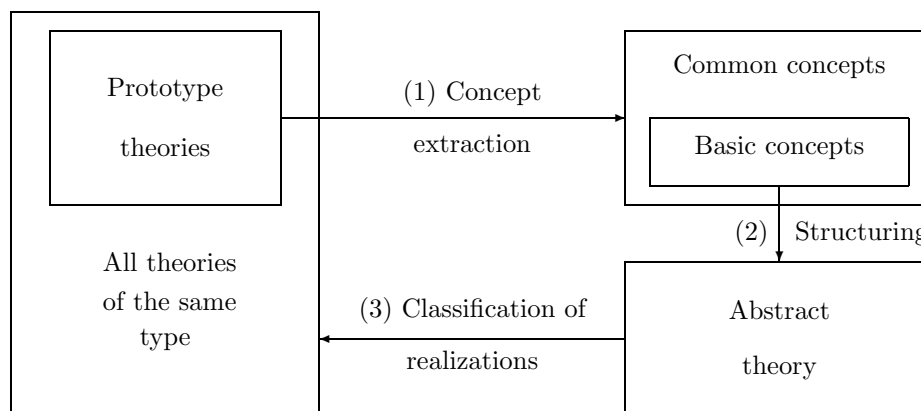 Prototype
theories
(1) Concept
extraction
Common concepts
Basic concepts
(2) Structuring
All theories
of the same
type
(3) Classification of
realizations
Abstract
theory